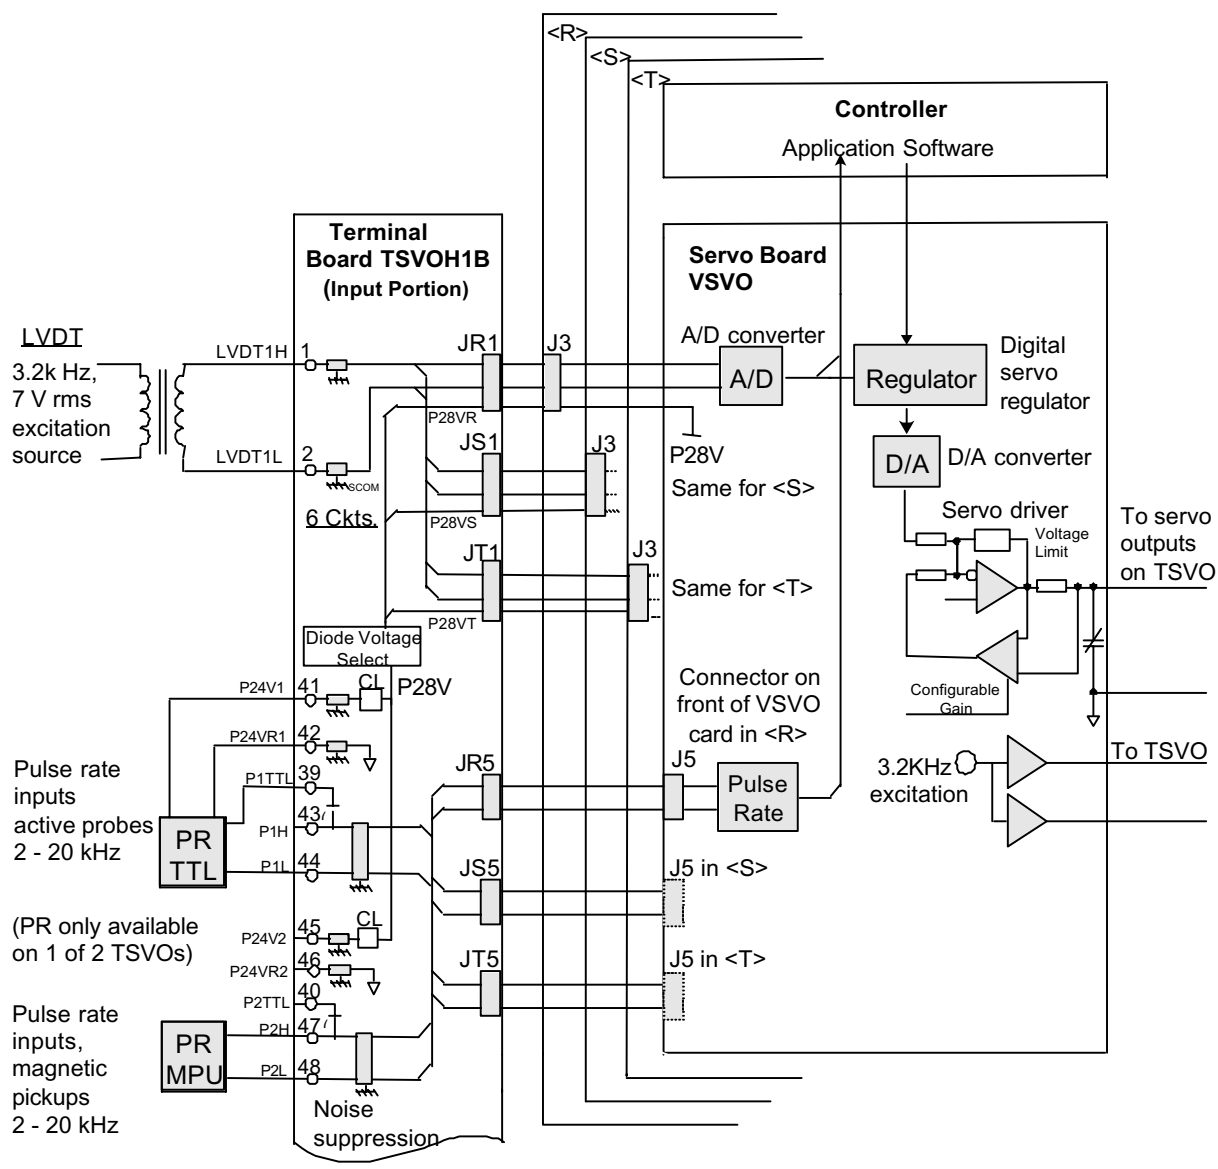 <R>
<S>
<T>
Controller
Application Software
Terminal
Board TSVOH1B
(Input Portion)
Servo Board
VSVO
LVDT
3.2k Hz,
7 V rms
excitation
source
LVDT1H
1
JR1
J3
A/D converter
A/D
Regulator
Digital
servo
regulator
P28VR
P28V
LVDT1L
2
SCOM
JS1
J3
D/A
D/A converter
Same for <S>
6 Ckts.
P28VS
Servo driver
Voltage
Limit
To servo
outputs
on TSVO
JT1
J3
Same for <T>
P28VT
Diode Voltage
Select
P24V1
41
CL
P28V
Connector on
front of VSVO
card in <R>
Configurable
Gain
P24VR1
42
Pulse rate
inputs
active probes
2 - 20 kHz
P1TTL
39
JR5
J5
Pulse
Rate
3.2KHz
excitation
To TSVO
P1H
43
PR
TTL
P1L
44
JS5
J5 in <S>
(PR only available
on 1 of 2 TSVOs)
P24V2
45
CL
P24VR2
46
JT5
J5 in <T>
P2TTL
40
Pulse rate
inputs,
magnetic
pickups
2 - 20 kHz
P2H
47
PR
MPU
P2L
48
Noise
suppression